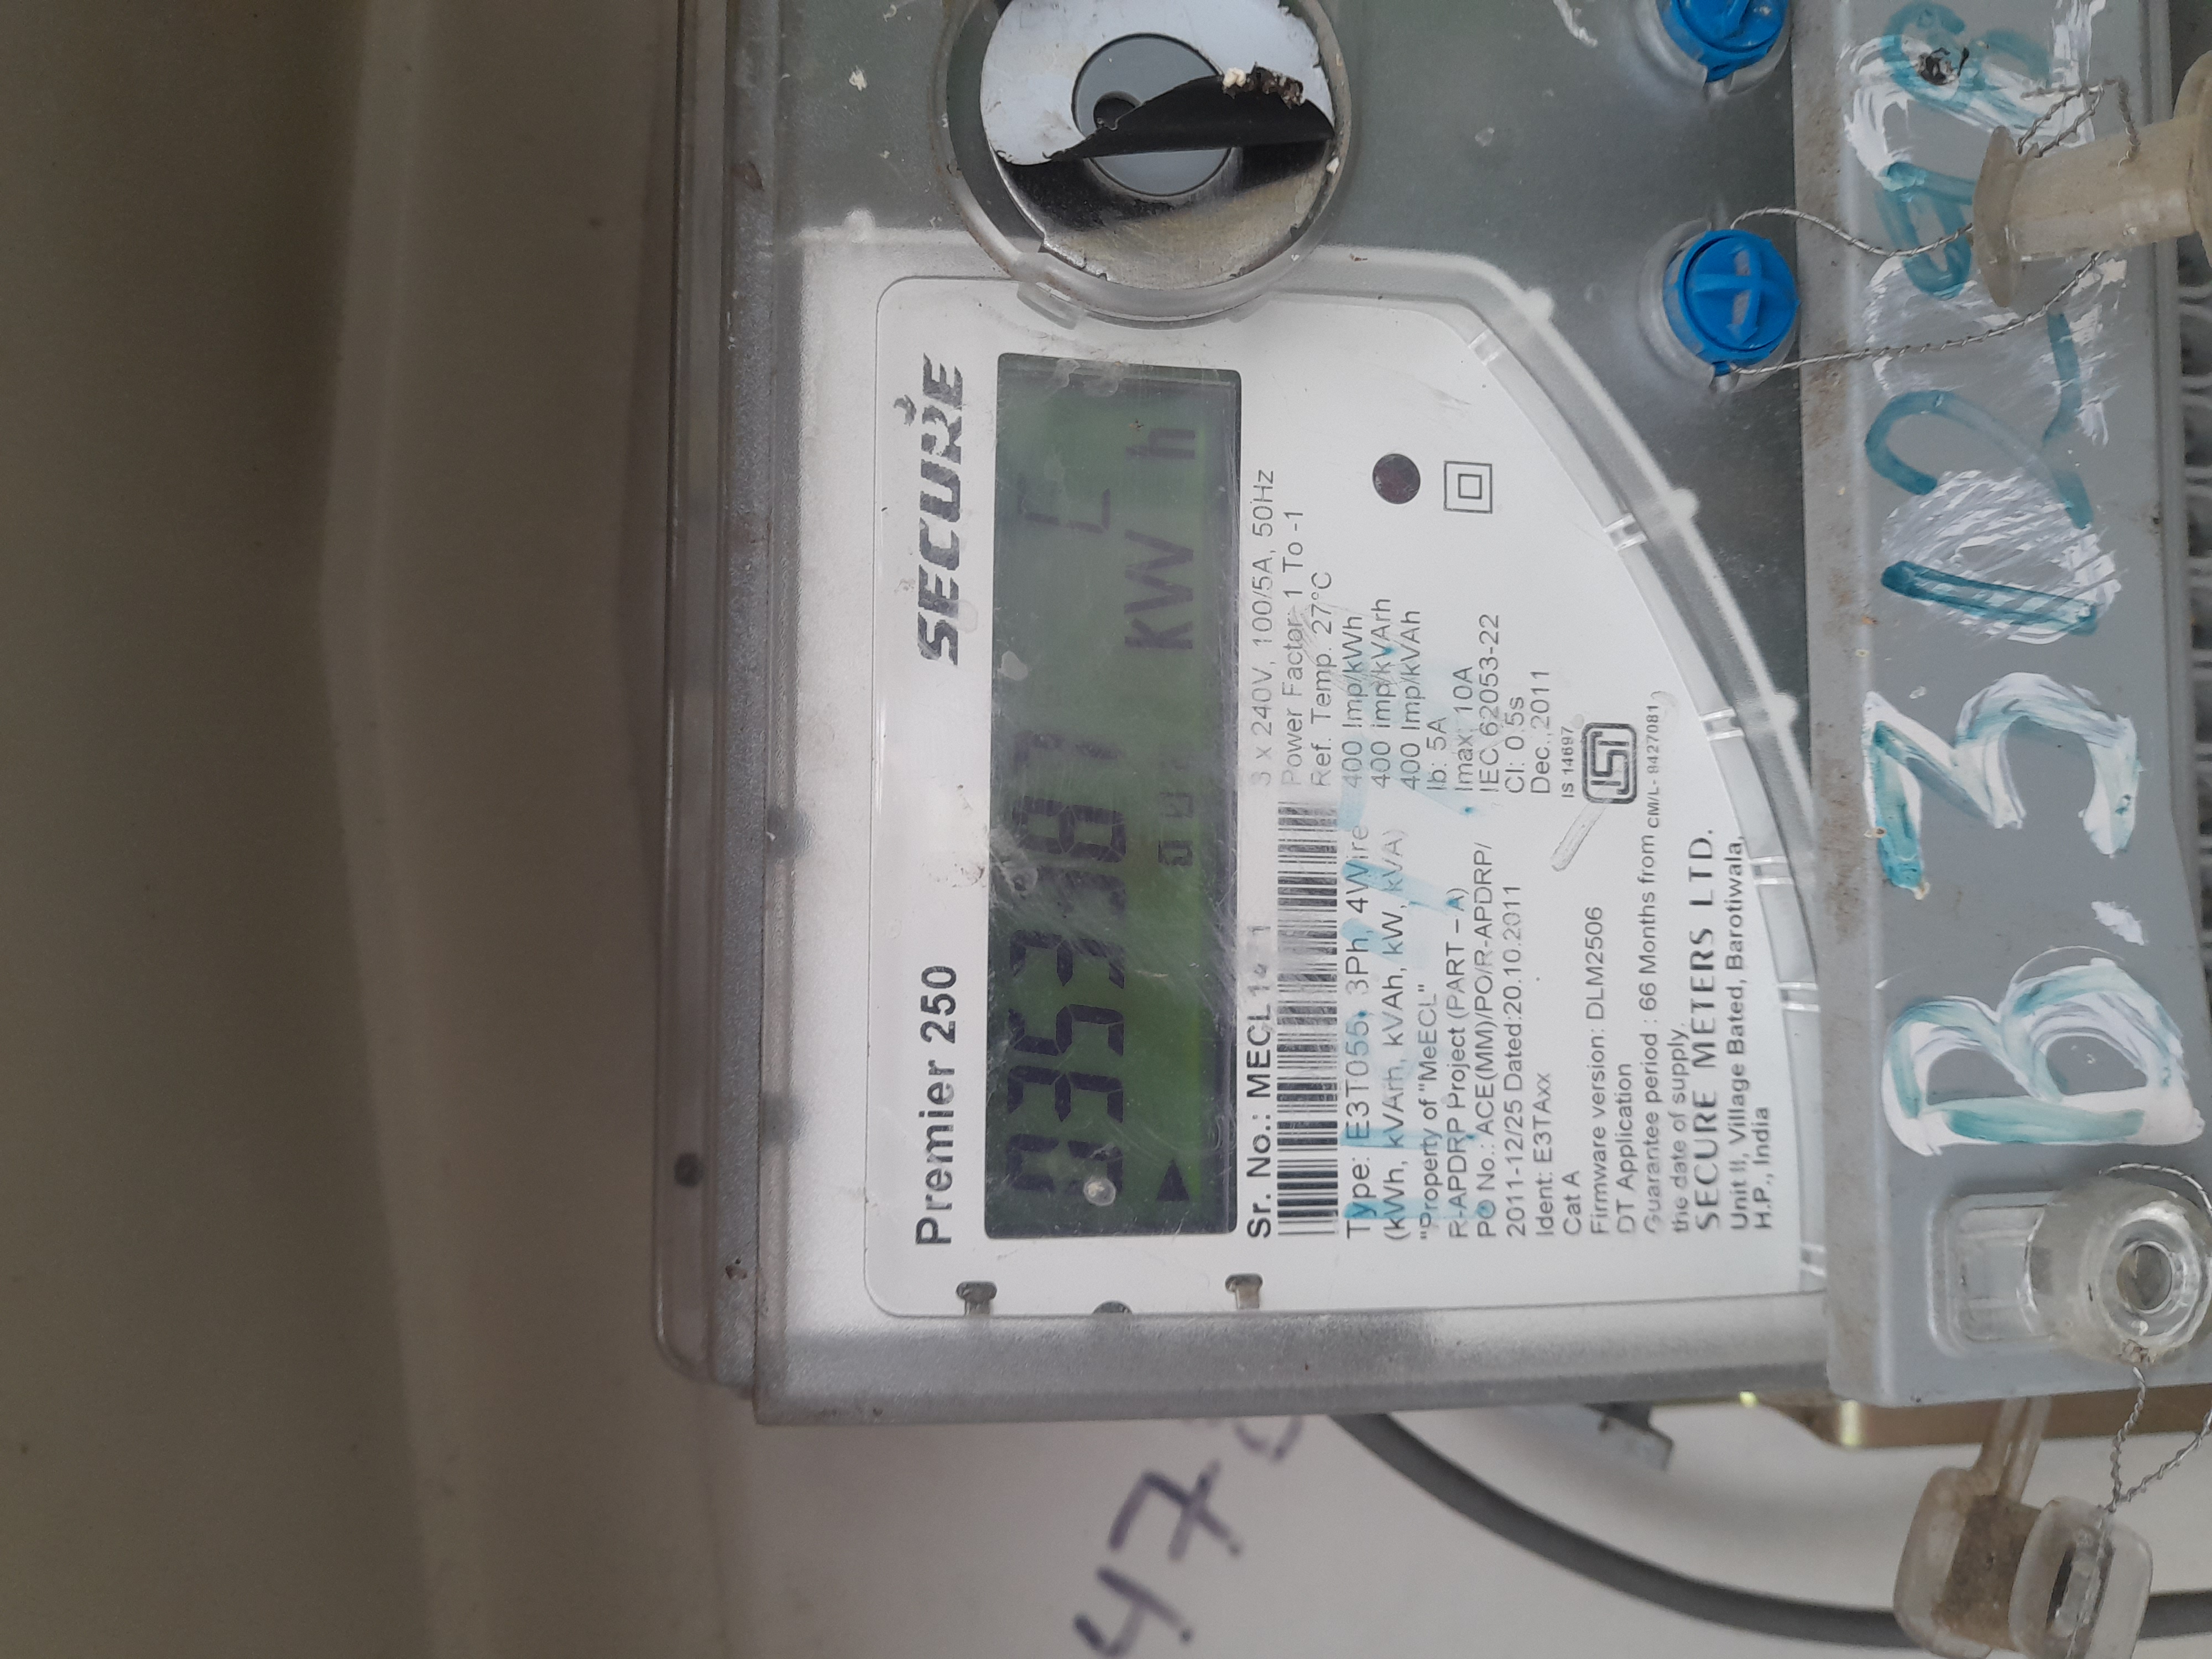 Premier 250
SECURE
035387
E
kW h
Sr. No.: MECL
3 x 240V, 100/5A, 50Hz
Power Factor: 1 To -1
Ref. Temp. 27°C
Type: E3T055, 3Ph, 4Wire
400 Imp/kWh
(kWh, kVArh, kVAh, kW, kVA)
400 imp/kVArh
"Property of "MeECL"
400 Imp/kVAh
R-APDRP Project (PART – A)
Ib: 5A
PO No.: ACE(MM)/PO/R-APDRP/
Imax: 10A
2011-12/25 Dated:20.10.2011
IEC 62053-22
Ident: E3TAxx
Cl: 0.5s
Cat A
Dec.,2011
Firmware version: DLM2506
IS 14697
DT Application
ISI
Guarantee period : 66 Months from
CM/L- 9427081
the date of supply.
SECURE METERS LTD.
Unit II, Village Bated, Barotiwala,
H.P., India
B.3
47